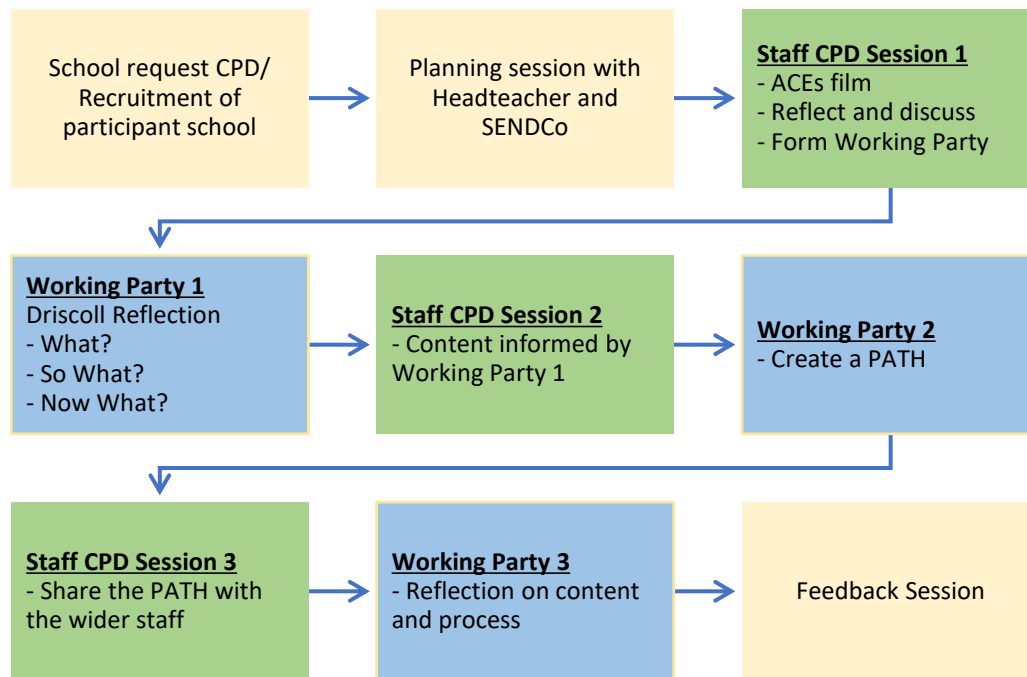 School request CPD/
Recruitment of
participant school
Planning session with
Headteacher and
SENDCo
Staff CPD Session 1
- ACEs film
- Reflect and discuss
- Form Working Party
Working Party 1
Driscoll Reflection
- What?
- So What?
- Now What?
Staff CPD Session 2
- Content informed by
Working Party 1
Working Party 2
- Create a PATH
Staff CPD Session 3
- Share the PATH with
the wider staff
Working Party 3
- Reflection on content
and process
Feedback Session